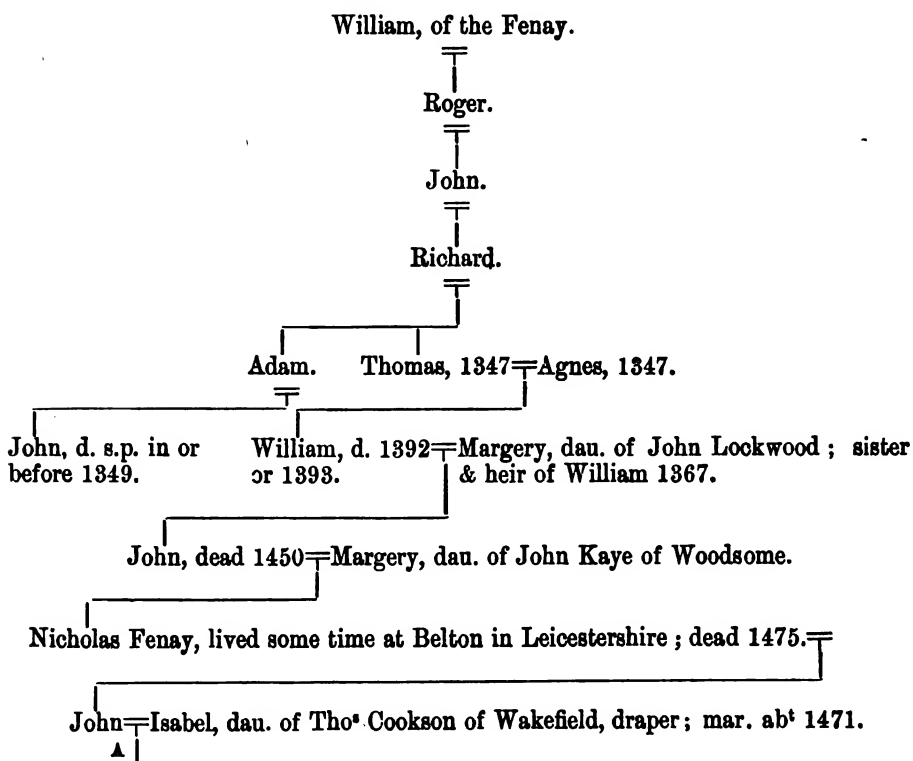 William, of the Fenay.
Roger.
John.
Richard.
Adam. Thomas, 1347 Agnes, 1347.
John, d. s.p. in or before 1349.
William, d. 1392 or 1393.
Margery, dau. of John Lockwood ; sister & heir of William 1367.
John, dead 1450 Margery, dau. of John Kaye of Woodsome.
Nicholas Fenay, lived some time at Belton in Leicestershire ; dead 1475.
John Isabel, dau. of Thoˢ Cookson of Wakefield, draper; mar. abᵗ 1471.
A